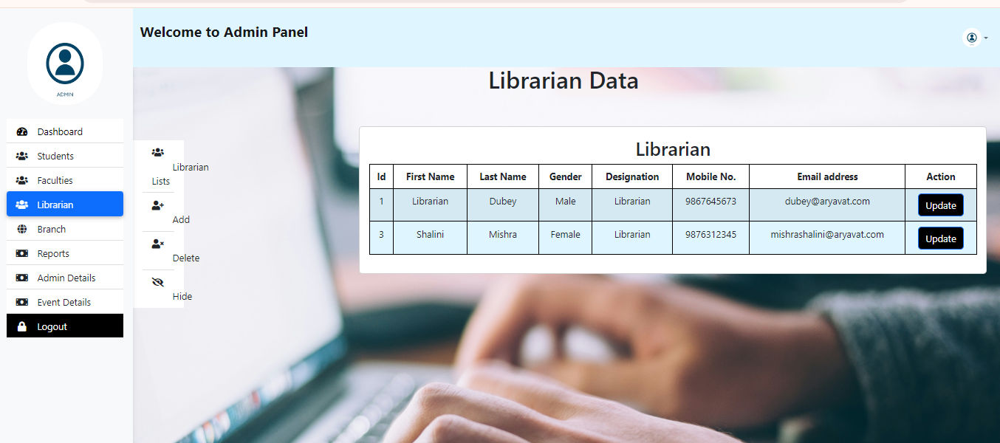 Welcome to Admin Panel
ADMIN
Dashboard
Students
Faculties
Librarian
Branch
Reports
Admin Details
Event Details
Logout
Librarian
Lists
Add
Delete
Hide
Librarian Data
Librarian
Id First Name Last Name Gender Designation Mobile No. Email address Action
1 Librarian Dubey Male Librarian 9867645673 dubey@aryavat.com Update
3 Shalini Mishra Female Librarian 9876312345 mishrashalini@aryavat.com Update